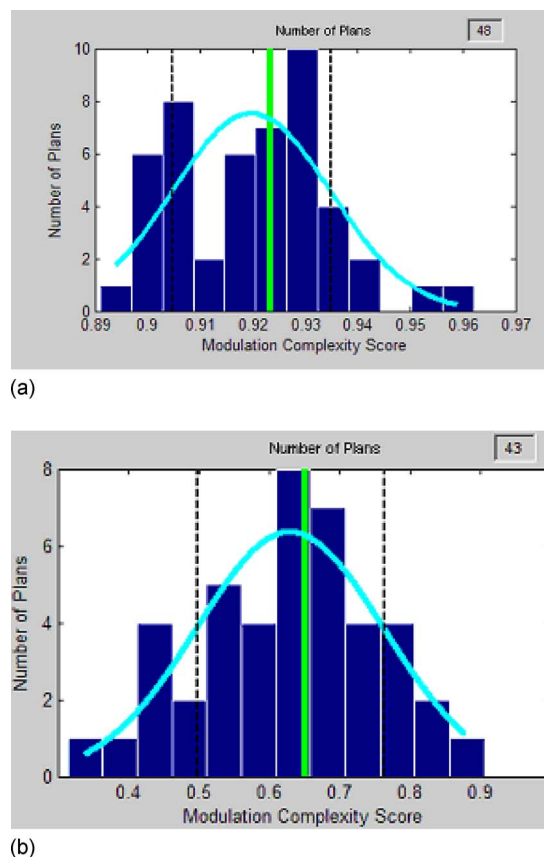 Number of Plans 48
10
8
6
4
2
0
Number of Plans
0.89 0.9 0.91 0.92 0.93 0.94 0.95 0.96 0.97
Modulation Complexity Score
(a)
Number of Plans 43
8
6
4
2
0
Number of Plans
0.4 0.5 0.6 0.7 0.8 0.9
Modulation Complexity Score
(b)